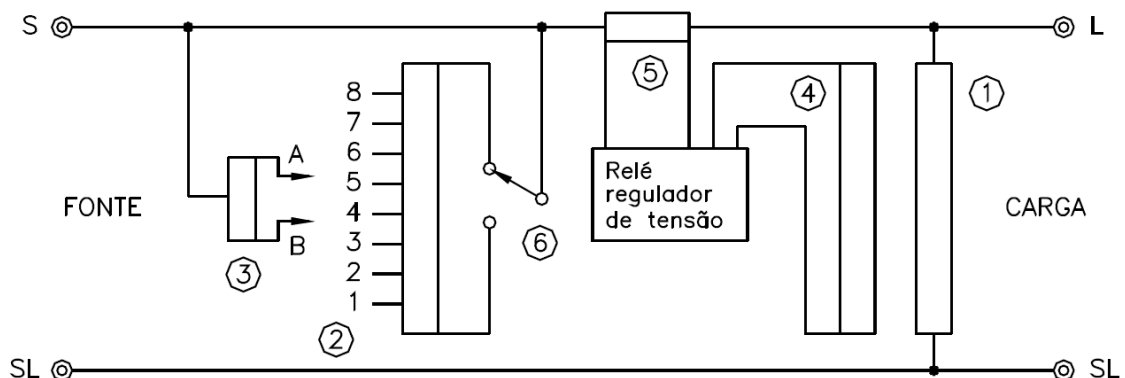 S
L
5
4
1
8
7
6
5
4
3
2
1
A
B
FONTE
3
2
6
Relé
regulador
de tensão
CARGA
SL
SL